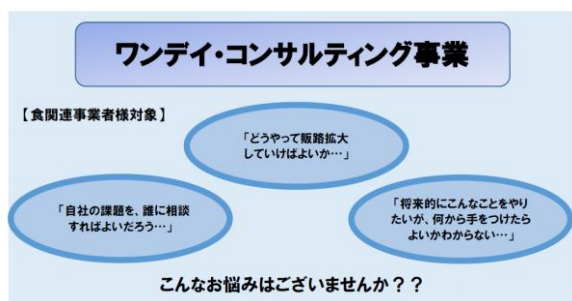 ワンデイ・コンサルティング事業
【食関連事業者様対象】
「どうやって販路拡大
していけばよいか…」
「自社の課題を、誰に相談
すればよいだろう…」
「将来的にこんなことをやり
たいが、何から手をつけたら
よいかわからない…」
こんなお悩みはございませんか？？